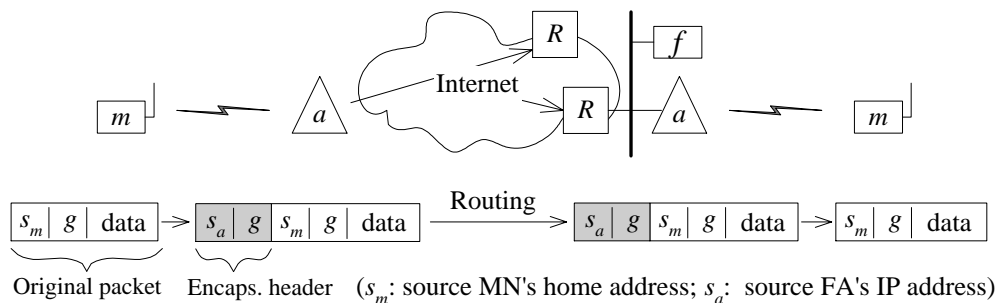 R
f
Internet
m
a
R
a
m
Routing
s_m | g | data
s_a | g | s_m | g | data
s_a | g | s_m | g | data
s_m | g | data
Original packet
Encaps. header
(s_m: source MN's home address; s_a: source FA's IP address)